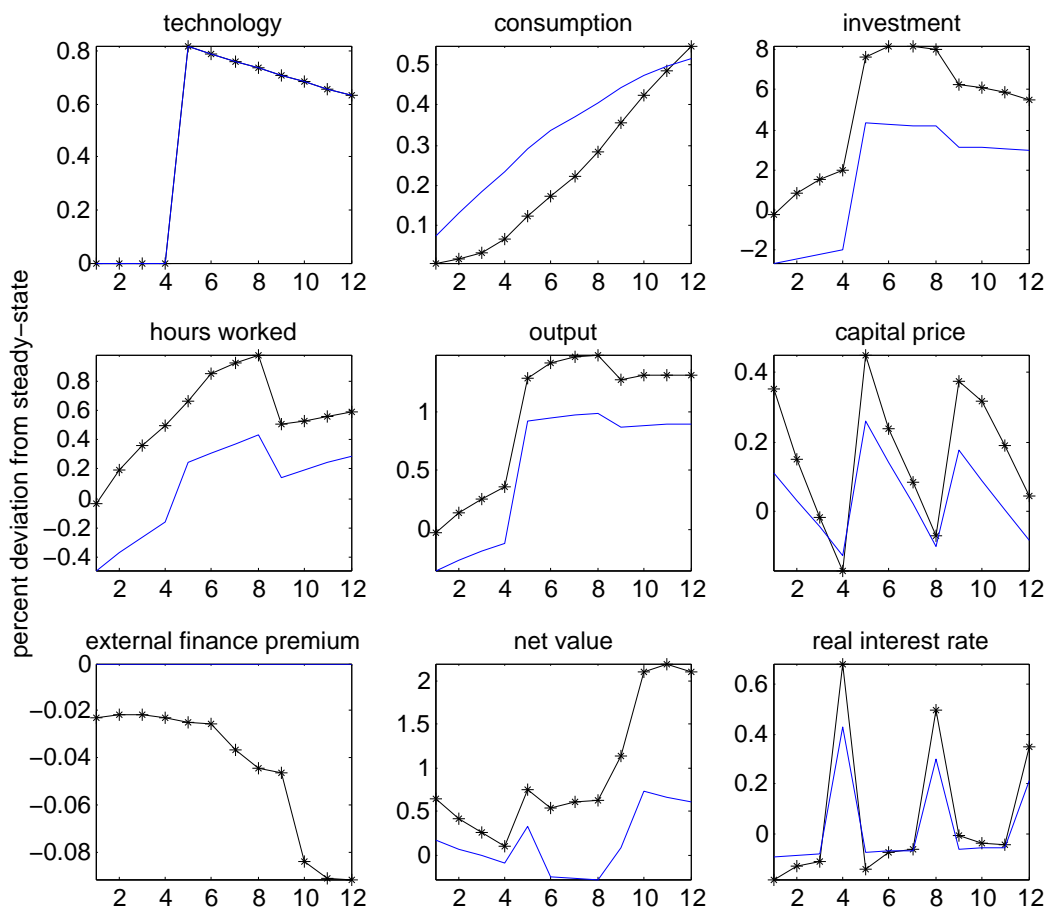 technology
consumption
investment
0.8
0.6
0.4
0.2
0
2 4 6 8 10 12
0.5
0.4
0.3
0.2
0.1
2 4 6 8 10 12
8
6
4
2
0
−2
2 4 6 8 10 12
percent deviation from steady−state
hours worked
output
capital price
0.8
0.6
0.4
0.2
0
−0.2
−0.4
2 4 6 8 10 12
1
0.5
0
2 4 6 8 10 12
0.4
0.2
0
2 4 6 8 10 12
external finance premium
net value
real interest rate
0
−0.02
−0.04
−0.06
−0.08
2 4 6 8 10 12
2
1.5
1
0.5
0
2 4 6 8 10 12
0.6
0.4
0.2
0
2 4 6 8 10 12